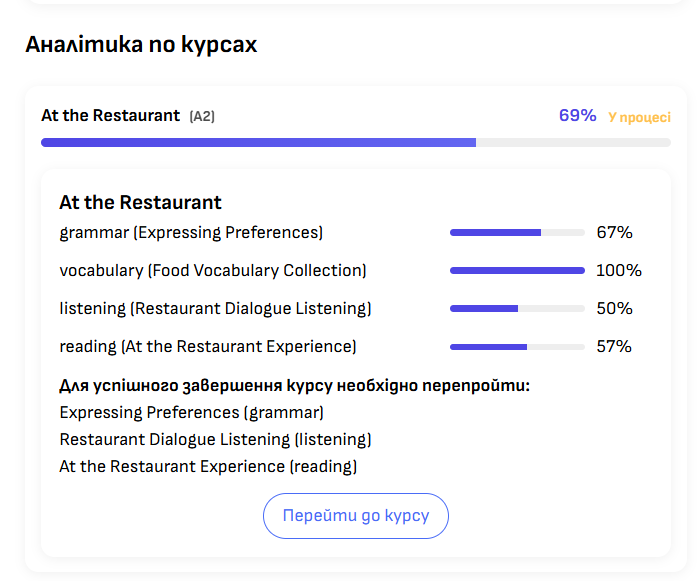 Аналітика по курсах
At the Restaurant (A2) 69% У процесі
At the Restaurant
grammar (Expressing Preferences) 67%
vocabulary (Food Vocabulary Collection) 100%
listening (Restaurant Dialogue Listening) 50%
reading (At the Restaurant Experience) 57%
Для успішного завершення курсу необхідно перепройти:
Expressing Preferences (grammar)
Restaurant Dialogue Listening (listening)
At the Restaurant Experience (reading)
Перейти до курсу